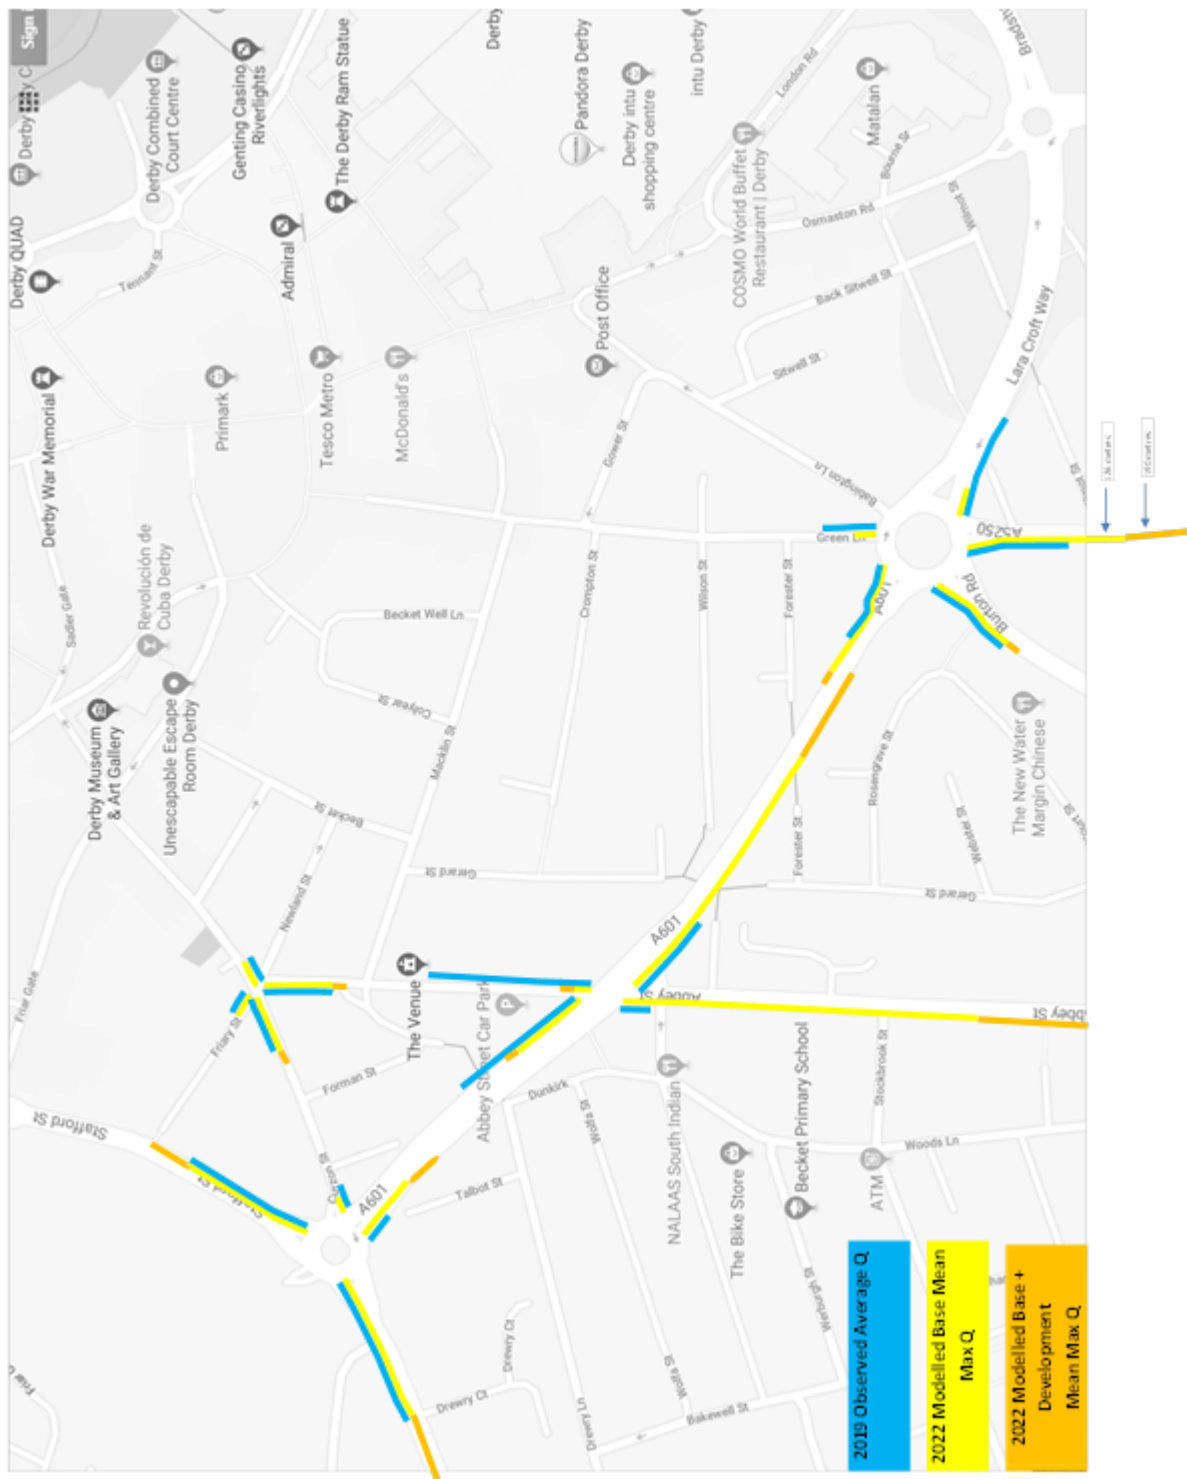 Sign i
Derby QUAD
Derby Combined
Court Centre
Genting Casino
Riverlights
The Derby Ram Statue
Derby
Pandora Derby
Derby intu
shopping centre
intu Derby
London Rd
Matalan
Bourne St
COSMO World Buffet
Restaurant | Derby
Osmaston Rd
Wilmot St
Back Sitwell St
Sitwell St
Lara Croft Way
Tennant St
Admiral
Post Office
Derby War Memorial
Primark
Tesco Metro
McDonald's
Gower St
Babington Ln
Green Ln
A5250
Sadler Gate
Revolución de
Cuba Derby
Becket Well Ln
Crompton St
Wilson St
Forester St
A601
Burton Rd
Derby Museum
& Art Gallery
Unescapable Escape
Room Derby
Colyear St
Macklin St
Becket St
Newland St
Gerard St
Forester St
Rosengrave St
Webster St
The New Water
Margin Chinese
Gerard St
Friar Gate
Friary St
The Venue
Abbey Street Car Park
A601
Abbey St
Abbey St
Forman St
Stafford St
Stafford St
Curzon St
A601
Talbot St
Dunkirk
Wolfa St
NALAAS South Indian
The Bike Store
Becket Primary School
Stockbrook St
ATM
Woods Ln
Werburgh St
Drewry Ct
Drewry Ct
Drewry Ln
Wolfa St
Bakewell St
2019 Observed Average Q
2022 Modelled Base Mean
Max Q
2022 Modelled Base +
Development
Mean Max Q